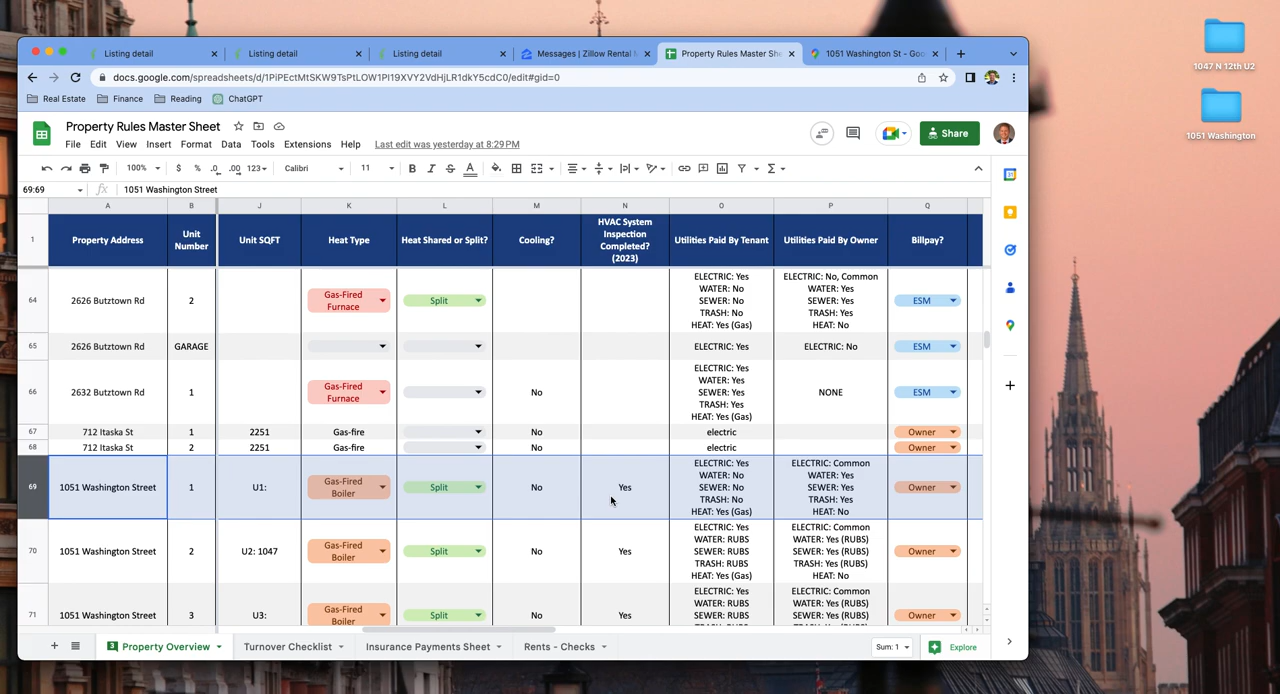 Listing detail
Listing detail
Listing detail
Messages | Zillow Rental M
Property Rules Master She
1051 Washington St - Goo
docs.google.com/spreadsheets/d/1PiPEctMtSKW9TsPtLOW1PI19XVY2VdHjLR1dkY5cdC0/edit#gid=0
Real Estate
Finance
Reading
ChatGPT
Property Rules Master Sheet
File Edit View Insert Format Data Tools Extensions Help Last edit was yesterday at 8:29 PM
Share
100% $ % .0 .00 123 Calibri 11 B I S A
69:69 fx 1051 Washington Street
A B J K L M N O P Q
1
Property Address
Unit Number
Unit SQFT
Heat Type
Heat Shared or Split?
Cooling?
HVAC System
Inspection
Completed?
(2023)
Utilities Paid By Tenant
Utilities Paid By Owner
Billpay?
64
2626 Butztown Rd
2
Gas-Fired
Furnace
Split
ELECTRIC: Yes
WATER: No
SEWER: No
TRASH: No
HEAT: Yes (Gas)
ELECTRIC: No, Common
WATER: Yes
SEWER: Yes
TRASH: Yes
HEAT: No
ESM
65
2626 Butztown Rd
GARAGE
ELECTRIC: Yes
ELECTRIC: No
ESM
66
2632 Butztown Rd
1
Gas-Fired
Furnace
No
ELECTRIC: Yes
WATER: Yes
SEWER: Yes
TRASH: Yes
HEAT: Yes (Gas)
NONE
ESM
67
712 Itaska St
1
2251
Gas-fire
No
electric
Owner
68
712 Itaska St
2
2251
Gas-fire
No
electric
Owner
69
1051 Washington Street
1
U1:
Gas-Fired
Boiler
Split
No
Yes
ELECTRIC: Yes
WATER: No
SEWER: No
TRASH: No
HEAT: Yes (Gas)
ELECTRIC: Common
WATER: Yes
SEWER: Yes
TRASH: Yes
HEAT: No
Owner
70
1051 Washington Street
2
U2: 1047
Gas-Fired
Boiler
Split
No
Yes
ELECTRIC: Yes
WATER: RUBS
SEWER: RUBS
TRASH: RUBS
HEAT: Yes (Gas)
ELECTRIC: Common
WATER: Yes (RUBS)
SEWER: Yes (RUBS)
TRASH: Yes (RUBS)
HEAT: No
Owner
71
1051 Washington Street
3
U3:
Gas-Fired
Boiler
Split
No
Yes
ELECTRIC: Yes
WATER: RUBS
SEWER: RUBS
ELECTRIC: Common
WATER: Yes (RUBS)
SEWER: Yes (RUBS)
Owner
3 Property Overview
Turnover Checklist
Insurance Payments Sheet
Rents - Checks
Sum: 1
Explore
1047 N 12th U2
1051 Washington